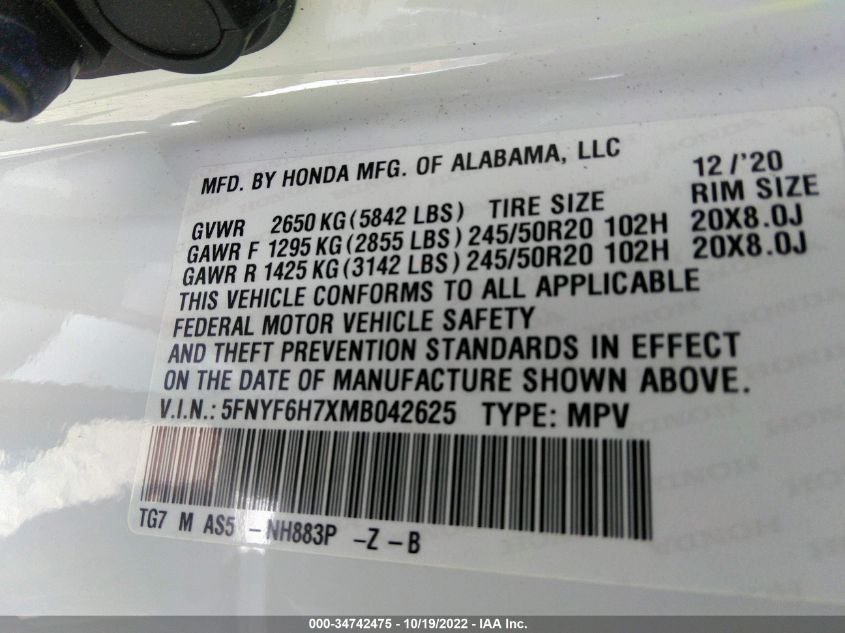 MFD. BY HONDA MFG. OF ALABAMA, LLC 12/'20
GVWR 2650 KG (5842 LBS) TIRE SIZE RIM SIZE
GAWR F 1295 KG (2855 LBS) 245/50R20 102H 20X8.0J
GAWR R 1425 KG (3142 LBS) 245/50R20 102H 20X8.0J
THIS VEHICLE CONFORMS TO ALL APPLICABLE
FEDERAL MOTOR VEHICLE SAFETY
AND THEFT PREVENTION STANDARDS IN EFFECT
ON THE DATE OF MANUFACTURE SHOWN ABOVE.
V.I.N.: 5FNYF6H7XMB042625 TYPE: MPV
TG7 M AS5 -NH883P -Z-B
000-34742475 - 10/19/2022 - IAA Inc.